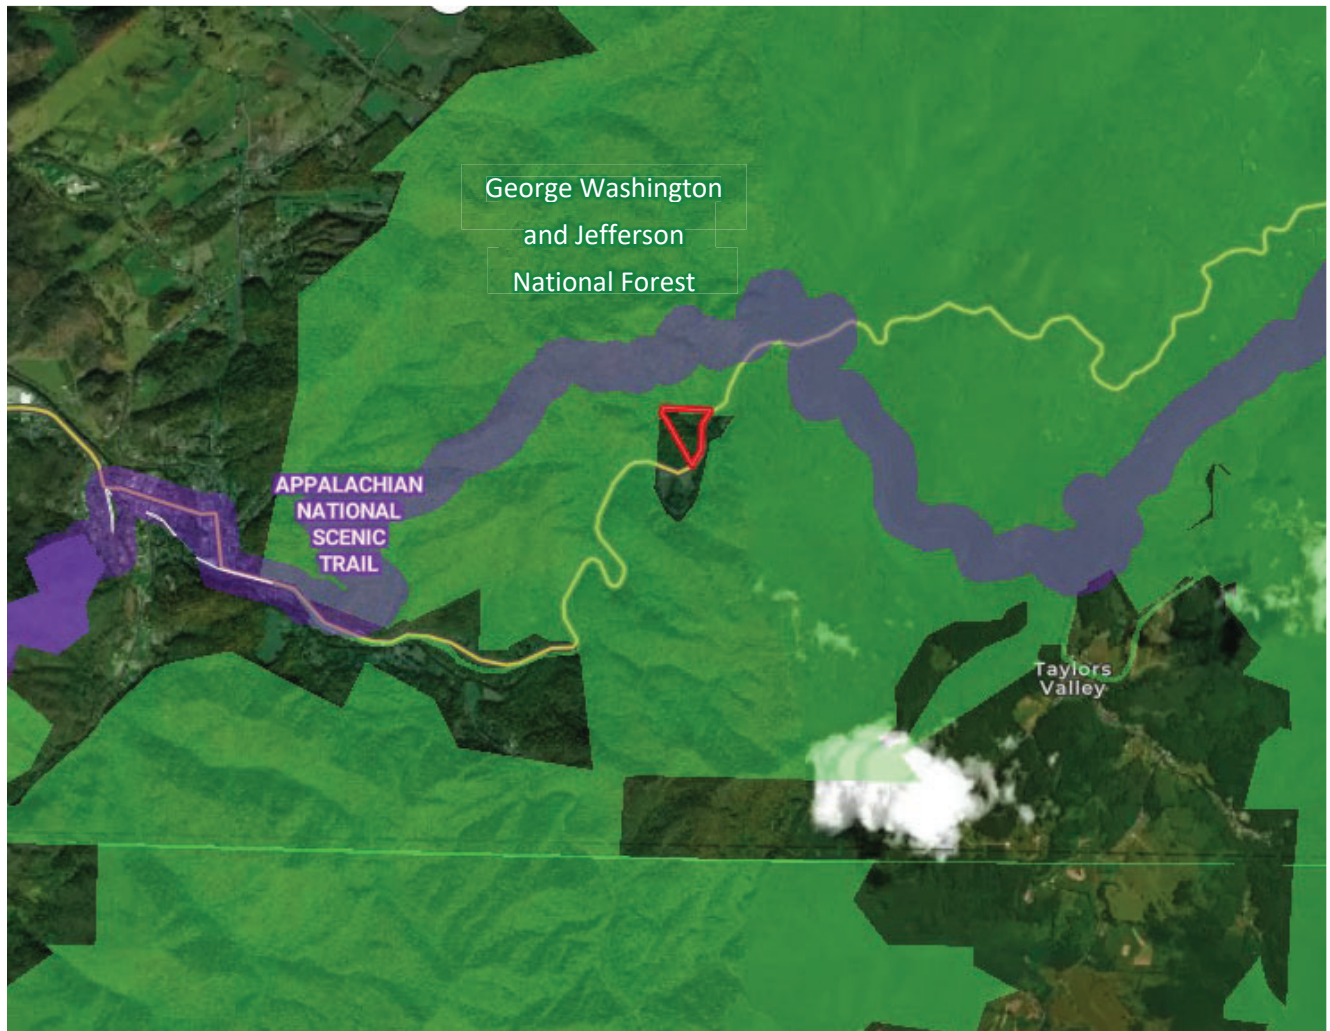 George Washington
and Jefferson
National Forest
APPALACHIAN
NATIONAL
SCENIC
TRAIL
Taylors
Valley